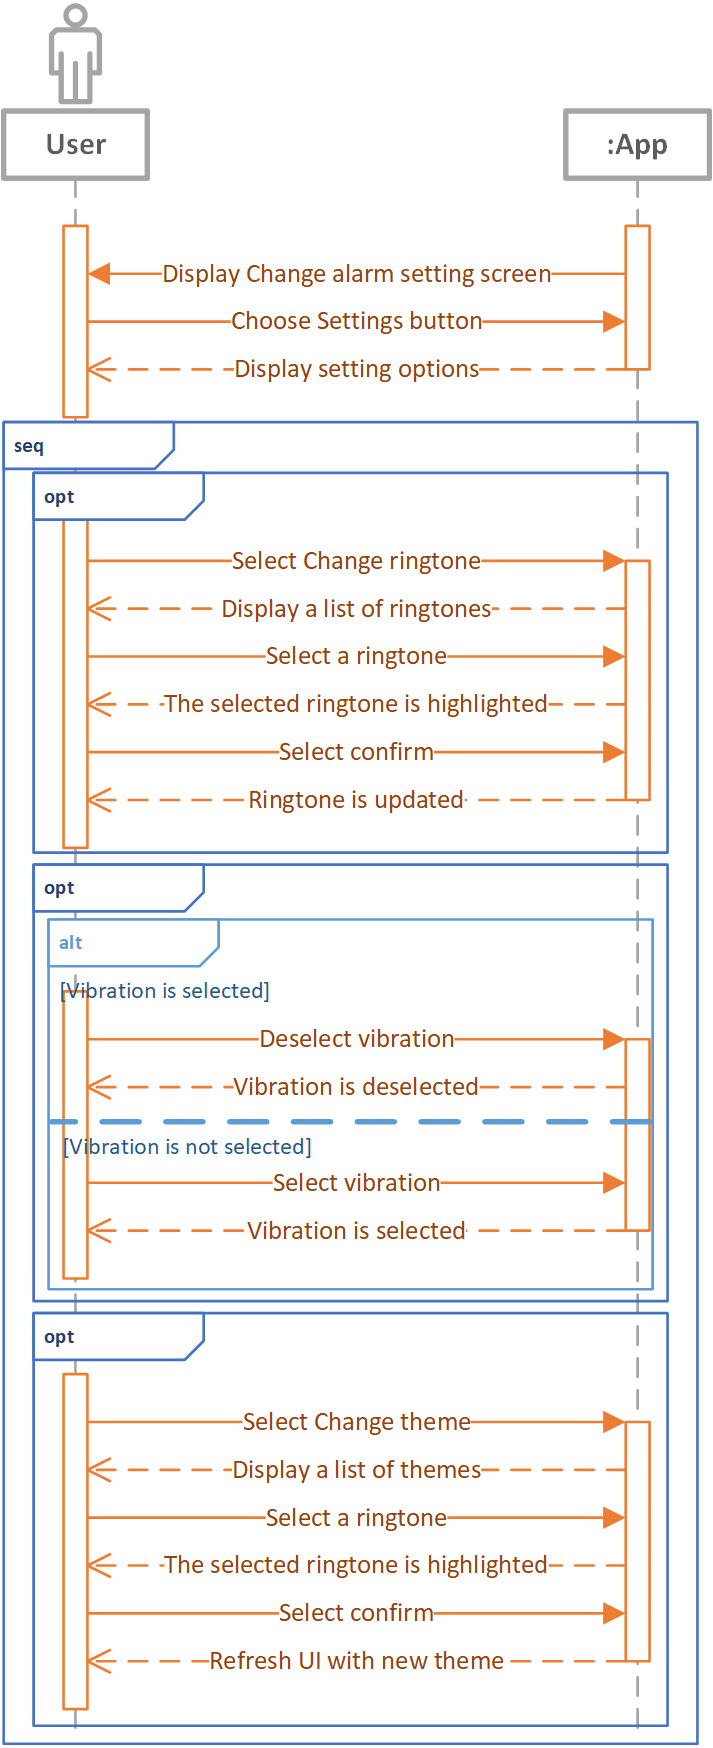 User
:App
Display Change alarm setting screen
Choose Settings button
Display setting options
seq
opt
Select Change ringtone
Display a list of ringtones
Select a ringtone
The selected ringtone is highlighted
Select confirm
Ringtone is updated
opt
alt
[Vibration is selected]
Deselect vibration
Vibration is deselected
[Vibration is not selected]
Select vibration
Vibration is selected
opt
Select Change theme
Display a list of themes
Select a ringtone
The selected ringtone is highlighted
Select confirm
Refresh UI with new theme